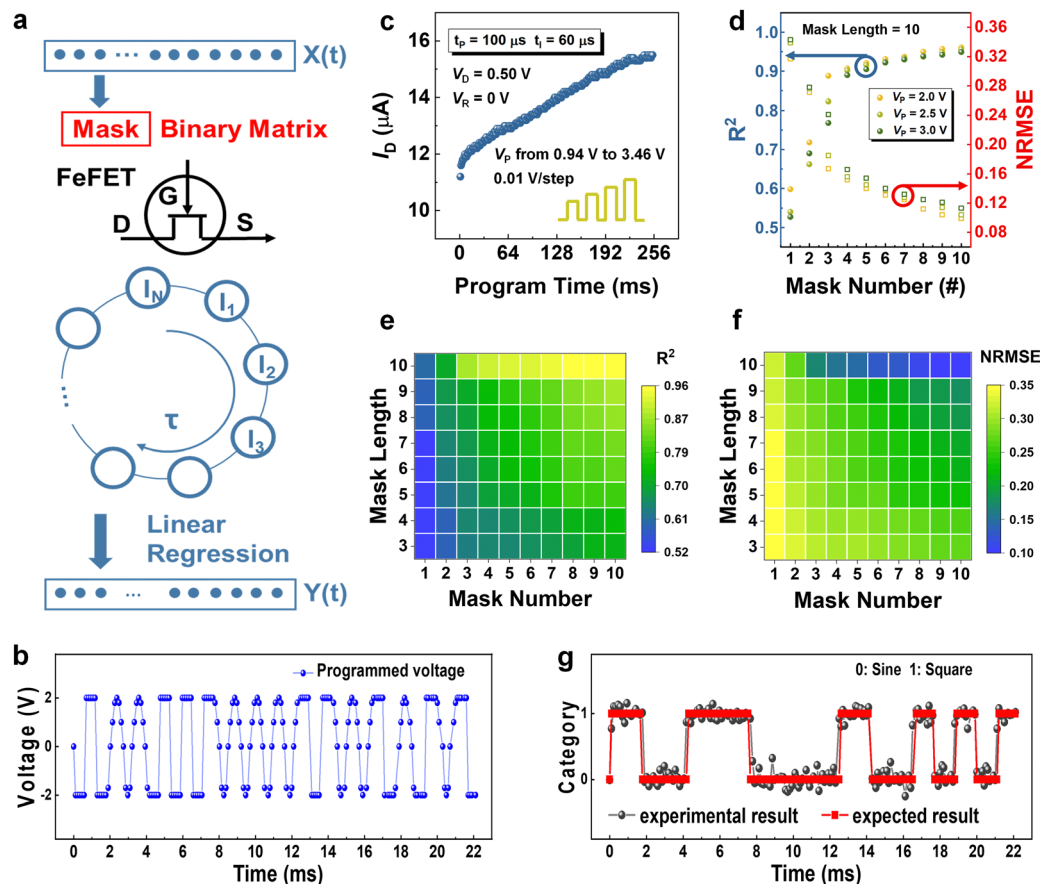 a
X(t)
Mask Binary Matrix
FeFET
G
D
S
I_N
I_1
I_2
I_3
τ
Linear
Regression
Y(t)
c
t_P = 100 μs t_I = 60 μs
V_D = 0.50 V
V_R = 0 V
V_P from 0.94 V to 3.46 V
0.01 V/step
I_D (μA)
16
14
12
10
0 64 128 192 256
Program Time (ms)
d
Mask Length = 10
V_P = 2.0 V
V_P = 2.5 V
V_P = 3.0 V
R²
1.0
0.9
0.8
0.7
0.6
0.5
NRMSE
0.36
0.32
0.28
0.24
0.20
0.16
0.12
0.08
1 2 3 4 5 6 7 8 9 10
Mask Number (#)
e
R²
Mask Length
10
9
8
7
6
5
4
3
1 2 3 4 5 6 7 8 9 10
Mask Number
0.96
0.87
0.78
0.70
0.61
0.52
f
NRMSE
Mask Length
10
9
8
7
6
5
4
3
1 2 3 4 5 6 7 8 9 10
Mask Number
0.35
0.30
0.25
0.20
0.15
0.10
b
Programmed voltage
Voltage (V)
2
0
-2
0 2 4 6 8 10 12 14 16 18 20 22
Time (ms)
g
0: Sine 1: Square
Category
1
0
experimental result
expected result
0 2 4 6 8 10 12 14 16 18 20 22
Time (ms)